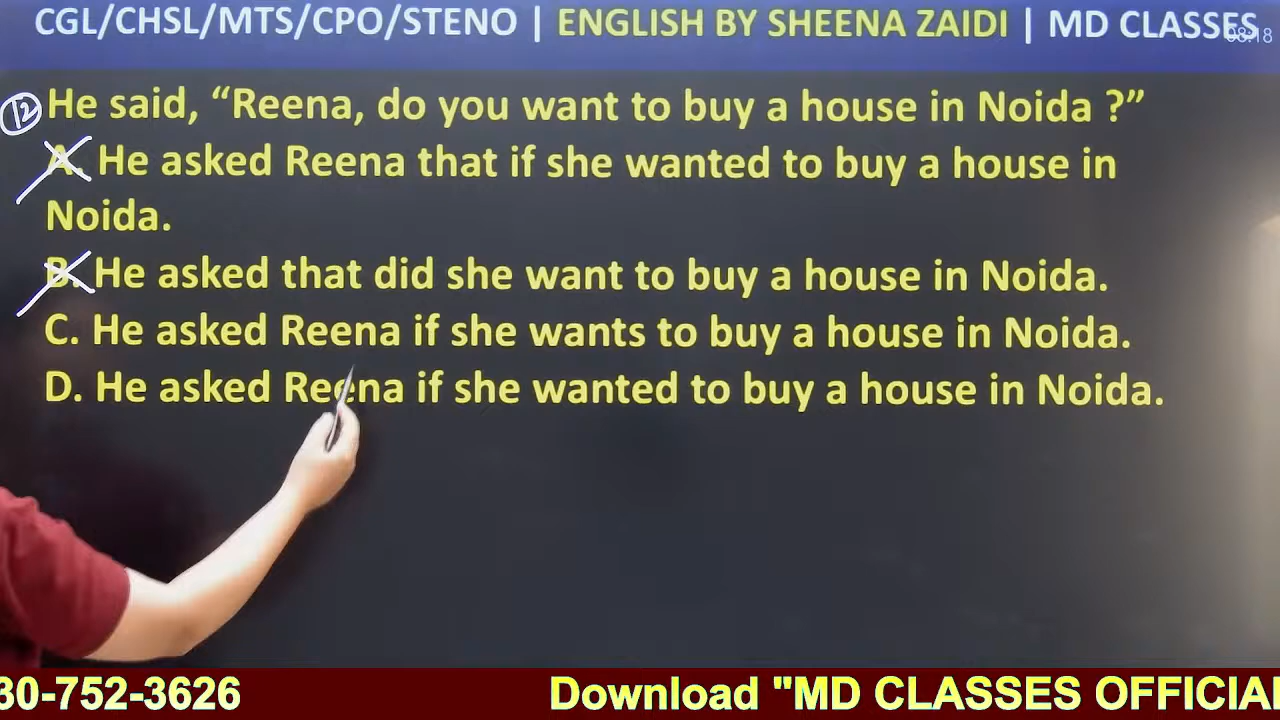 CGL/CHSL/MTS/CPO/STENO | ENGLISH BY SHEENA ZAIDI | MD CLASSES
08:18
12 He said, “Reena, do you want to buy a house in Noida ?”
A. He asked Reena that if she wanted to buy a house in
Noida.
B. He asked that did she want to buy a house in Noida.
C. He asked Reena if she wants to buy a house in Noida.
D. He asked Reena if she wanted to buy a house in Noida.
30-752-3626 Download "MD CLASSES OFFICIAL